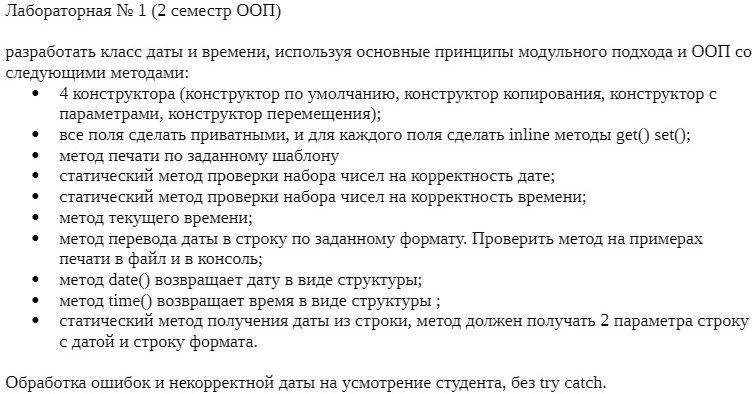 Лабораторная № 1 (2 семестр ООП)
разработать класс даты и времени, используя основные принципы модульного подхода и ООП со
следующими методами:
• 4 конструктора (конструктор по умолчанию, конструктор копирования, конструктор с
параметрами, конструктор перемещения);
• все поля сделать приватными, и для каждого поля сделать inline методы get() set();
• метод печати по заданному шаблону
• статический метод проверки набора чисел на корректность дате;
• статический метод проверки набора чисел на корректность времени;
• метод текущего времени;
• метод перевода даты в строку по заданному формату. Проверить метод на примерах
печати в файл и в консоль;
• метод date() возвращает дату в виде структуры;
• метод time() возвращает время в виде структуры ;
• статический метод получения даты из строки, метод должен получать 2 параметра строку
с датой и строку формата.
Обработка ошибок и некорректной даты на усмотрение студента, без try catch.